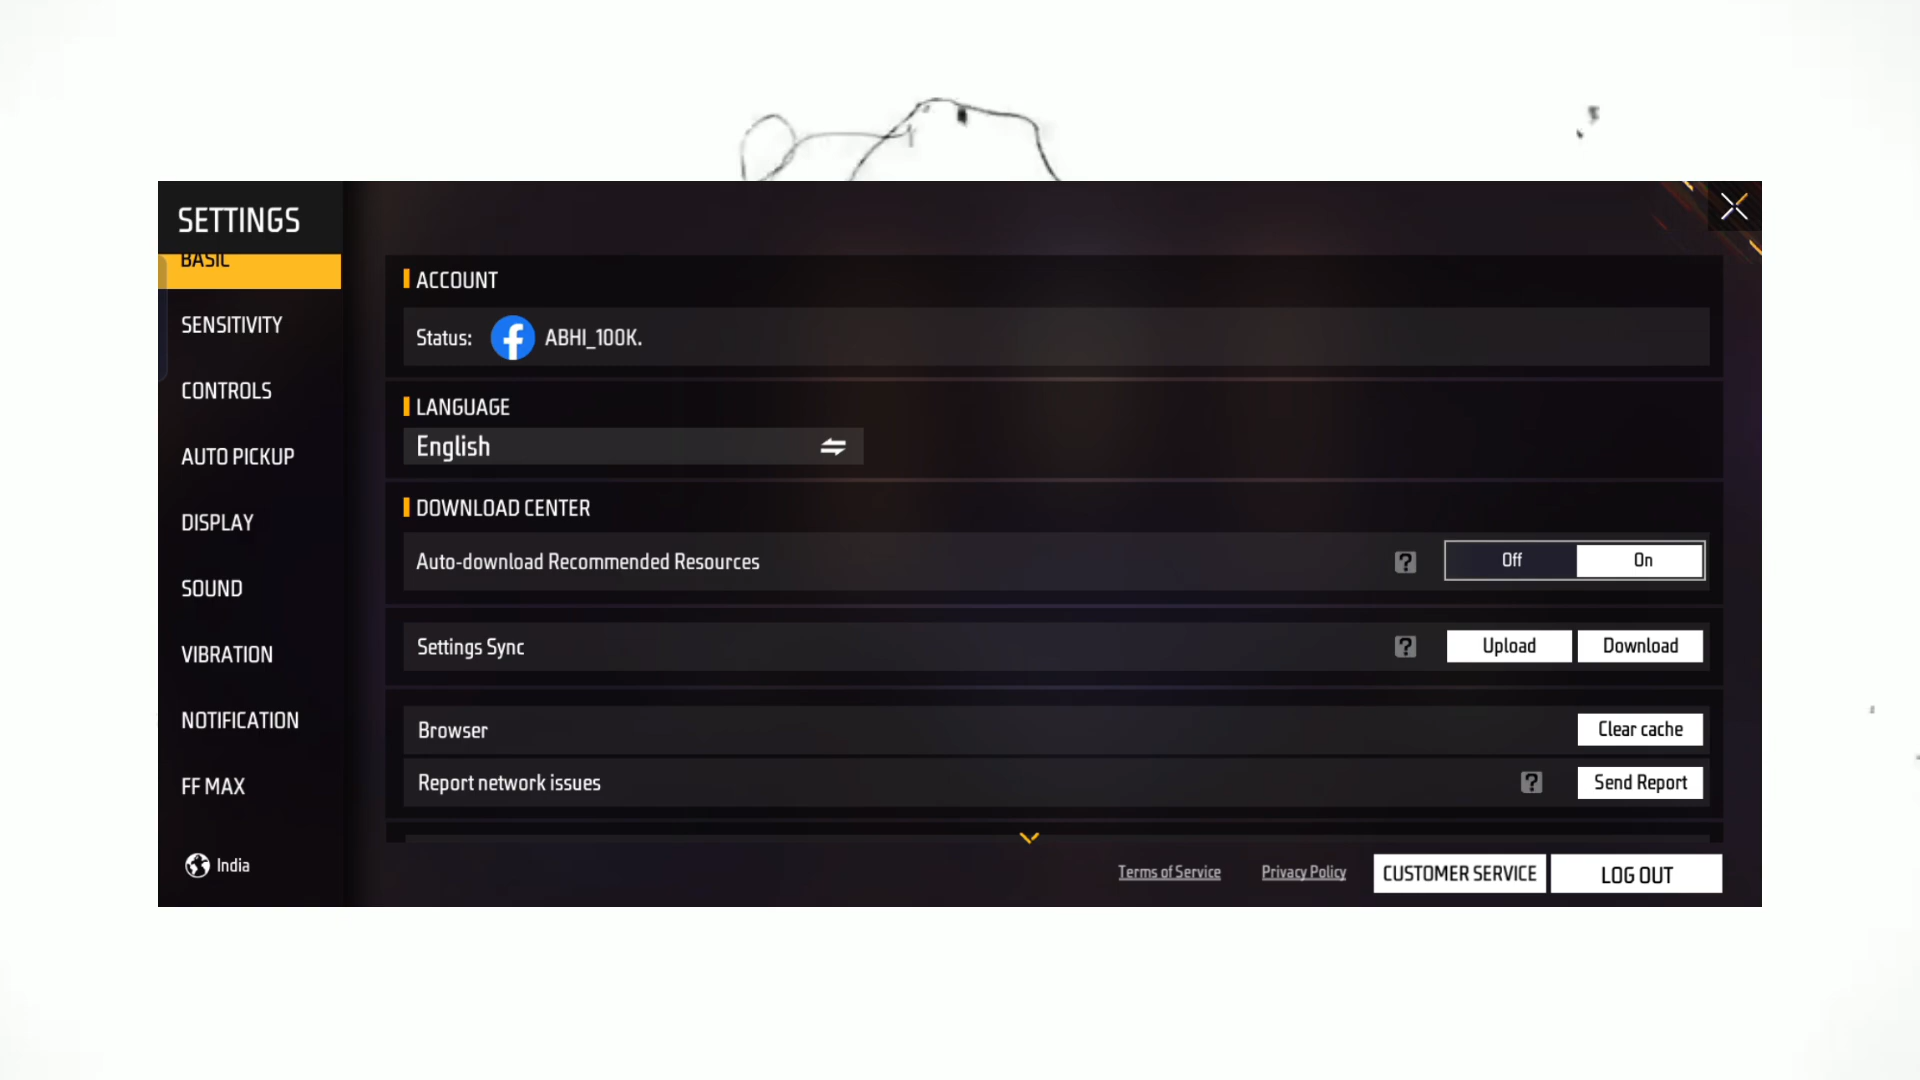 SETTINGS
BASIC
SENSITIVITY
CONTROLS
AUTO PICKUP
DISPLAY
SOUND
VIBRATION
NOTIFICATION
FF MAX
India
ACCOUNT
Status: ABHI_100K.
LANGUAGE
English
DOWNLOAD CENTER
Auto-download Recommended Resources ? Off On
Settings Sync ? Upload Download
Browser Clear cache
Report network issues ? Send Report
Terms of Service Privacy Policy CUSTOMER SERVICE LOG OUT